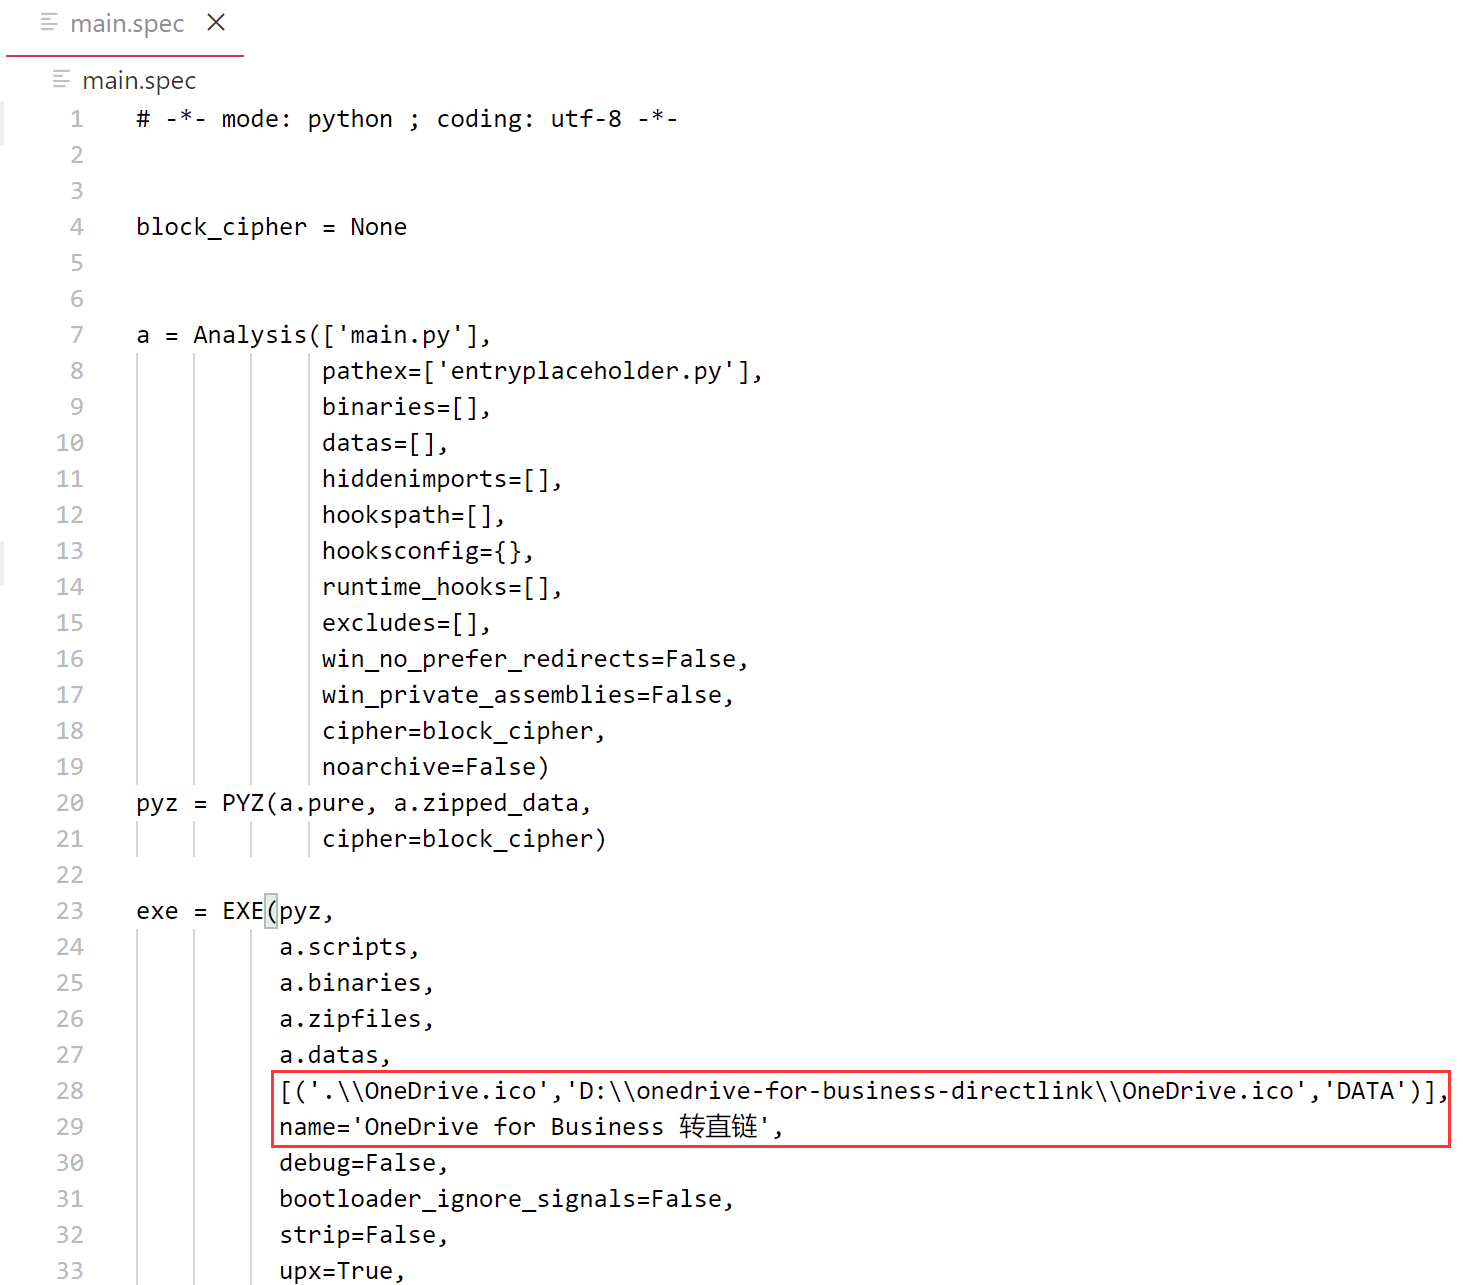 main.spec
main.spec
1 # -*- mode: python ; coding: utf-8 -*-
2
3
4 block_cipher = None
5
6
7 a = Analysis(['main.py'],
8 pathex=['entryplaceholder.py'],
9 binaries=[],
10 datas=[],
11 hiddenimports=[],
12 hookspath=[],
13 hooksconfig={},
14 runtime_hooks=[],
15 excludes=[],
16 win_no_prefer_redirects=False,
17 win_private_assemblies=False,
18 cipher=block_cipher,
19 noarchive=False)
20 pyz = PYZ(a.pure, a.zipped_data,
21 cipher=block_cipher)
22
23 exe = EXE(pyz,
24 a.scripts,
25 a.binaries,
26 a.zipfiles,
27 a.datas,
28 [('.\\OneDrive.ico','D:\\onedrive-for-business-directlink\\OneDrive.ico','DATA')],
29 name='OneDrive for Business 转直链',
30 debug=False,
31 bootloader_ignore_signals=False,
32 strip=False,
33 upx=True,